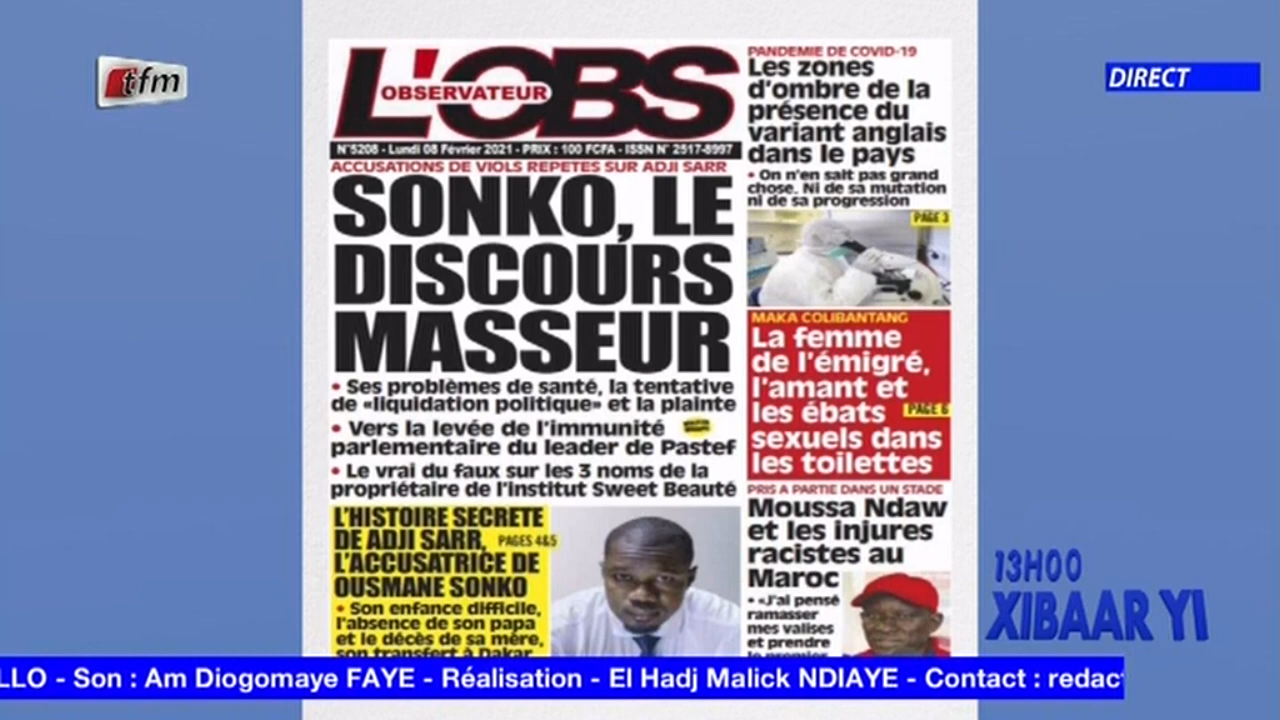 tfm
DIRECT
L'OBS
OBSERVATEUR
N°5208 - Lundi 08 Février 2021 - PRIX : 100 FCFA - ISSN N° 2517-8997
ACCUSATIONS DE VIOLS REPETES SUR ADJI SARR
SONKO, LE
DISCOURS
MASSEUR
• Ses problèmes de santé, la tentative
de «liquidation politique» et la plainte
• Vers la levée de l'immunité
parlementaire du leader de Pastef
• Le vrai du faux sur les 3 noms de la
propriétaire de l'Institut Sweet Beauté
L'HISTOIRE SECRETE
DE ADJI SARR, PAGES 4&5
L'ACCUSATRICE DE
OUSMANE SONKO
• Son enfance difficile,
l'absence de son papa
et le décès de sa mère,
son transfert à Dakar
PANDEMIE DE COVID-19
Les zones
d'ombre de la
présence du
variant anglais
dans le pays
• On n'en sait pas grand
chose. Ni de sa mutation
ni de sa progression
PAGE 3
MAKA COLIBANTANG
La femme
de l'émigré,
l'amant et
les ébats PAGE 6
sexuels dans
les toilettes
PRIS A PARTIE DANS UN STADE
Moussa Ndaw
et les injures
racistes au
Maroc
• «J'ai pensé
ramasser
mes valises
et prendre
le premier
13H00
XIBAAR YI
LLO - Son : Am Diogomaye FAYE - Réalisation - El Hadj Malick NDIAYE - Contact : redac